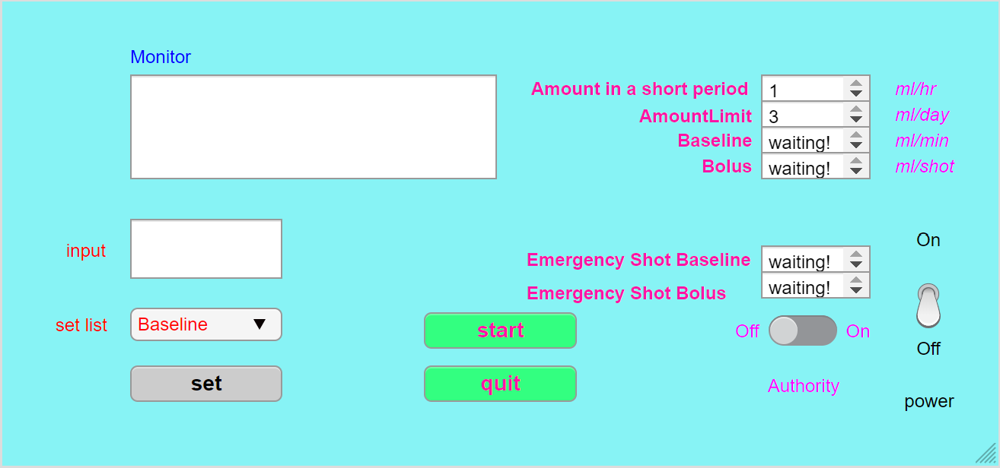 Monitor
Amount in a short period 1 ml/hr
AmountLimit 3 ml/day
Baseline waiting! ml/min
Bolus waiting! ml/shot
input
On
Emergency Shot Baseline waiting!
Emergency Shot Bolus waiting!
set list Baseline
start
Off On
Off
set
quit
Authority
power